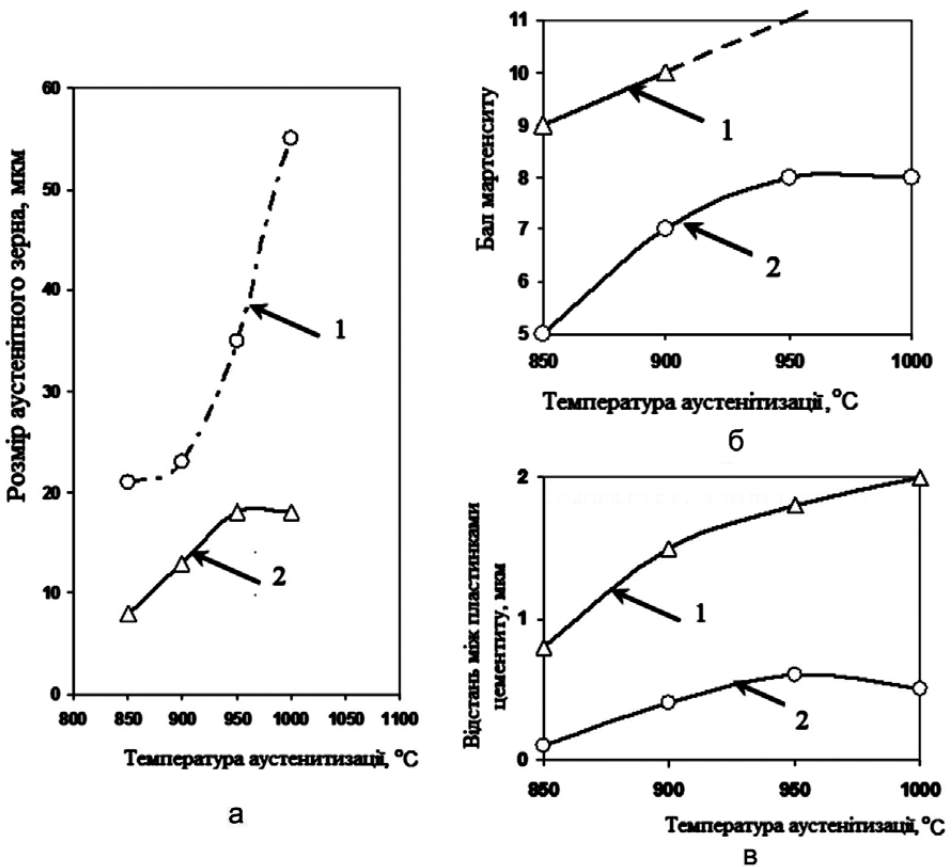 Розмір аустенітного зерна, мкм
60
50
40
30
20
10
0
800 850 900 950 1000 1050 1100
1
2
Температура аустенитизації, °C
а
Бал мартенситу
11
10
9
8
7
6
5
850 900 950 1000
1
2
Температура аустенітизації, °C
б
Відстань між пластинками
цементиту, мкм
2
1
0
850 900 950 1000
1
2
Температура аустенітизації, °C
в